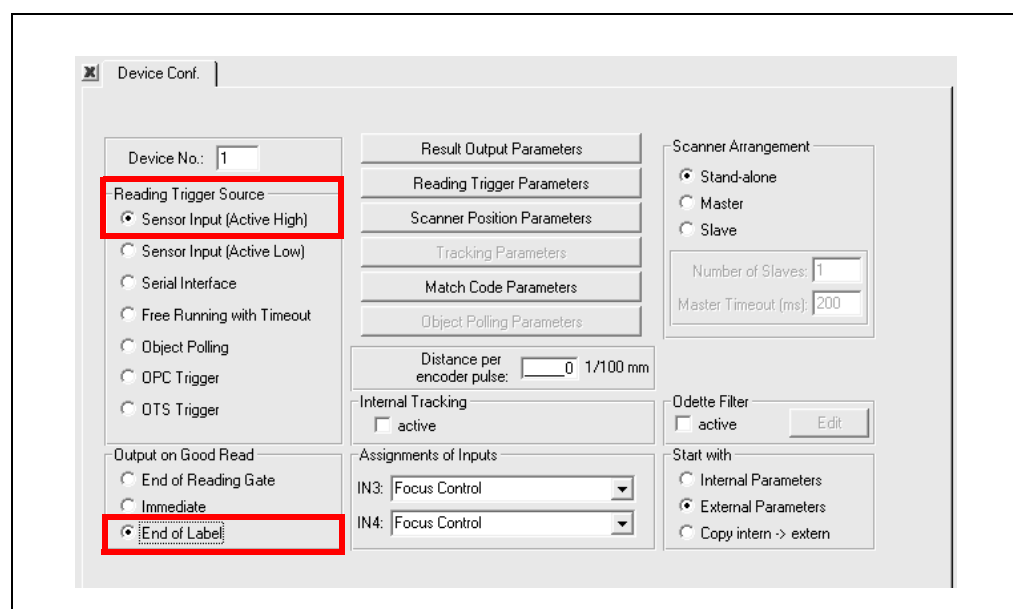 Device Conf.
Device No.: 1
Reading Trigger Source
Sensor Input (Active High)
Sensor Input (Active Low)
Serial Interface
Free Running with Timeout
Object Polling
OPC Trigger
OTS Trigger
Output on Good Read
End of Reading Gate
Immediate
End of Label
Result Output Parameters
Reading Trigger Parameters
Scanner Position Parameters
Tracking Parameters
Match Code Parameters
Object Polling Parameters
Distance per
encoder pulse: 0 1/100 mm
Internal Tracking
active
Assignments of Inputs
IN3: Focus Control
IN4: Focus Control
Scanner Arrangement
Stand-alone
Master
Slave
Number of Slaves: 1
Master Timeout (ms): 200
Odette Filter
active Edit
Start with
Internal Parameters
External Parameters
Copy intern -> extern